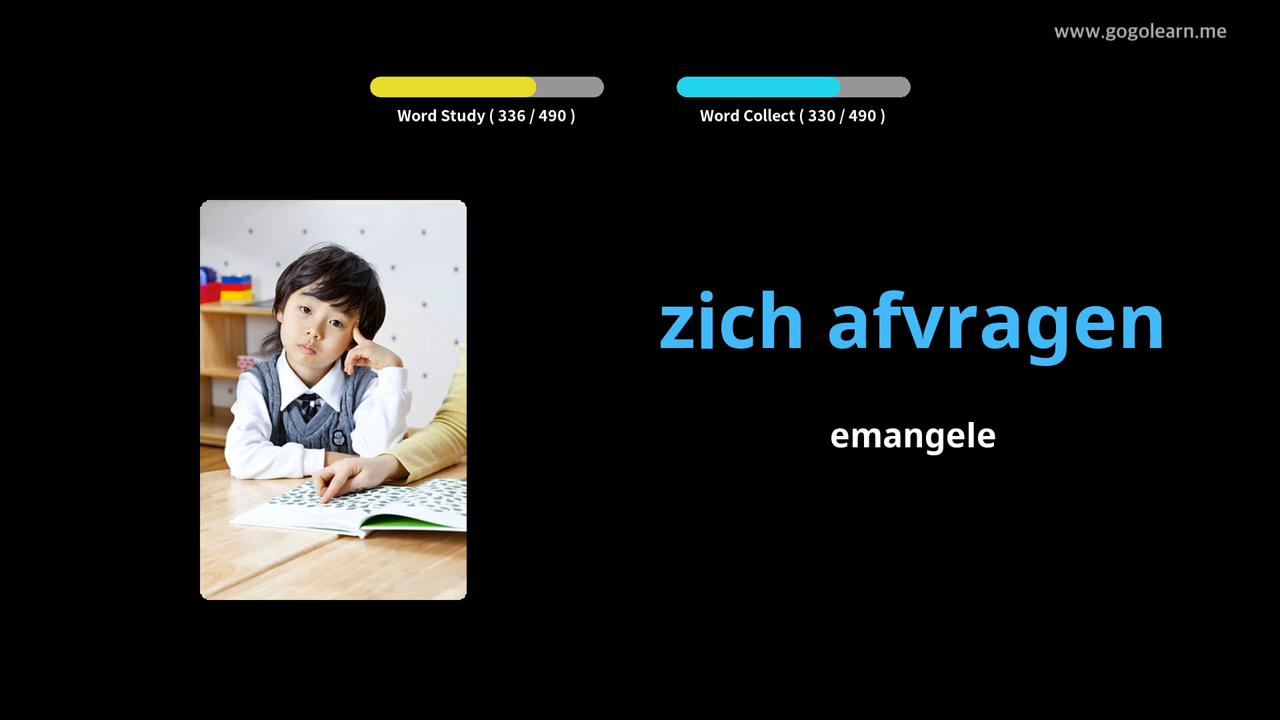 www.gogolearn.me
Word Study ( 336 / 490 )
Word Collect ( 330 / 490 )
zich afvragen
emangele